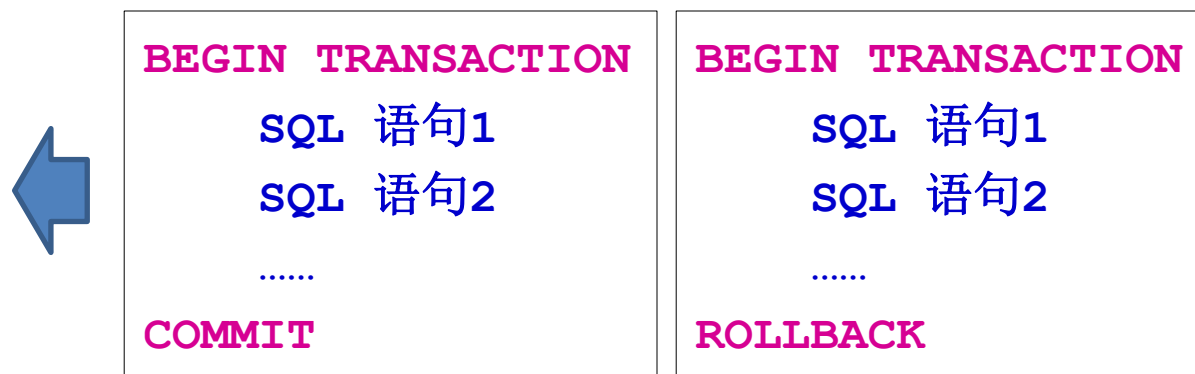 BEGIN TRANSACTION
SQL 语句1
SQL 语句2
……
COMMIT
BEGIN TRANSACTION
SQL 语句1
SQL 语句2
……
ROLLBACK